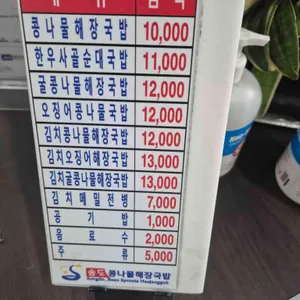 콩나물해장국밥 10,000
한우사골순대국밥 11,000
굴콩나물해장국밥 12,000
오징어콩나물국밥 12,000
김치콩나물해장국밥 12,000
김치오징어해장국밥 13,000
김치굴콩나물해장국밥 13,000
김치메밀전병 7,000
공기밥 1,000
음료수 2,000
주류 5,000
송도 콩나물해장국밥